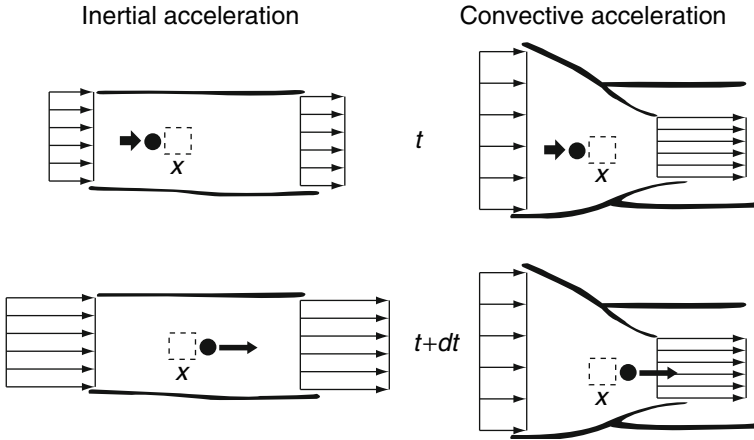 Inertial acceleration
Convective acceleration
x
t
x
x
t+dt
x